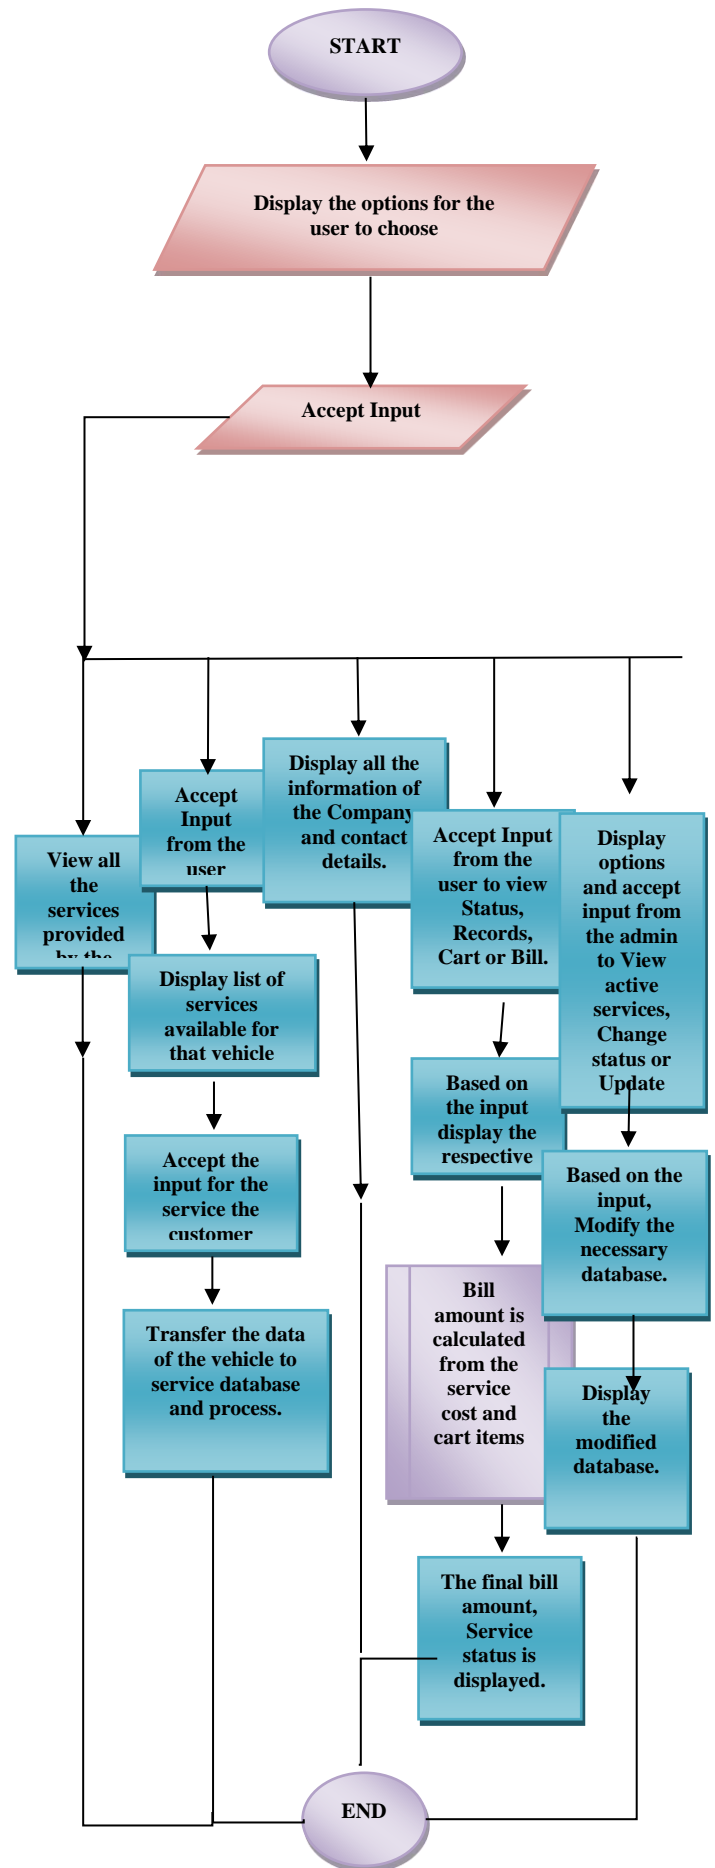 START
Display the options for the
user to choose
Accept Input
View all
the
services
provided
by the
Accept
Input
from the
user
Display list of
services
available for
that vehicle
Accept the
input for the
service the
customer
Transfer the data
of the vehicle to
service database
and process.
Display all the
information of
the Company
and contact
details.
Accept Input
from the
user to view
Status,
Records,
Cart or Bill.
Based on
the input
display the
respective
Bill
amount is
calculated
from the
service
cost and
cart items
The final bill
amount,
Service
status is
displayed.
Display
options
and accept
input from
the admin
to View
active
services,
Change
status or
Update
Based on the
input,
Modify the
necessary
database.
Display
the
modified
database.
END